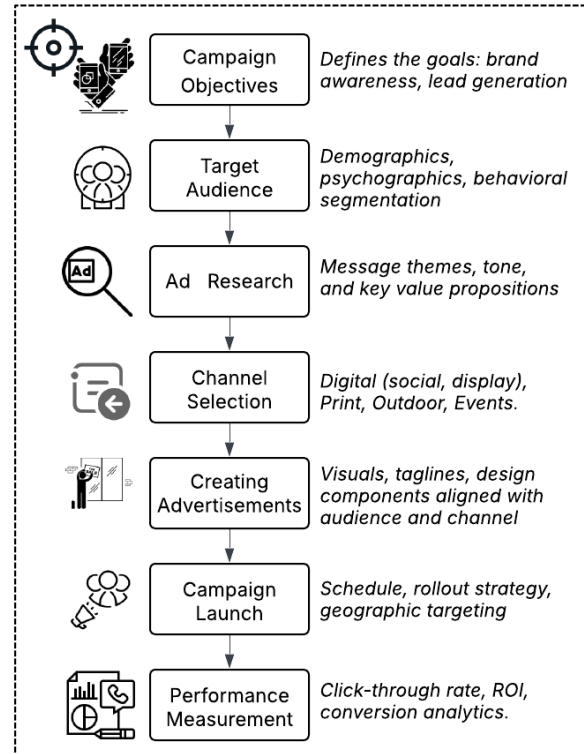 Campaign
Objectives
Defines the goals: brand
awareness, lead generation
Target
Audience
Demographics,
psychographics, behavioral
segmentation
Ad
Ad Research
Message themes, tone,
and key value propositions
Channel
Selection
Digital (social, display),
Print, Outdoor, Events.
Creating
Advertisements
Visuals, taglines, design
components aligned with
audience and channel
Campaign
Launch
Schedule, rollout strategy,
geographic targeting
Performance
Measurement
Click-through rate, ROI,
conversion analytics.